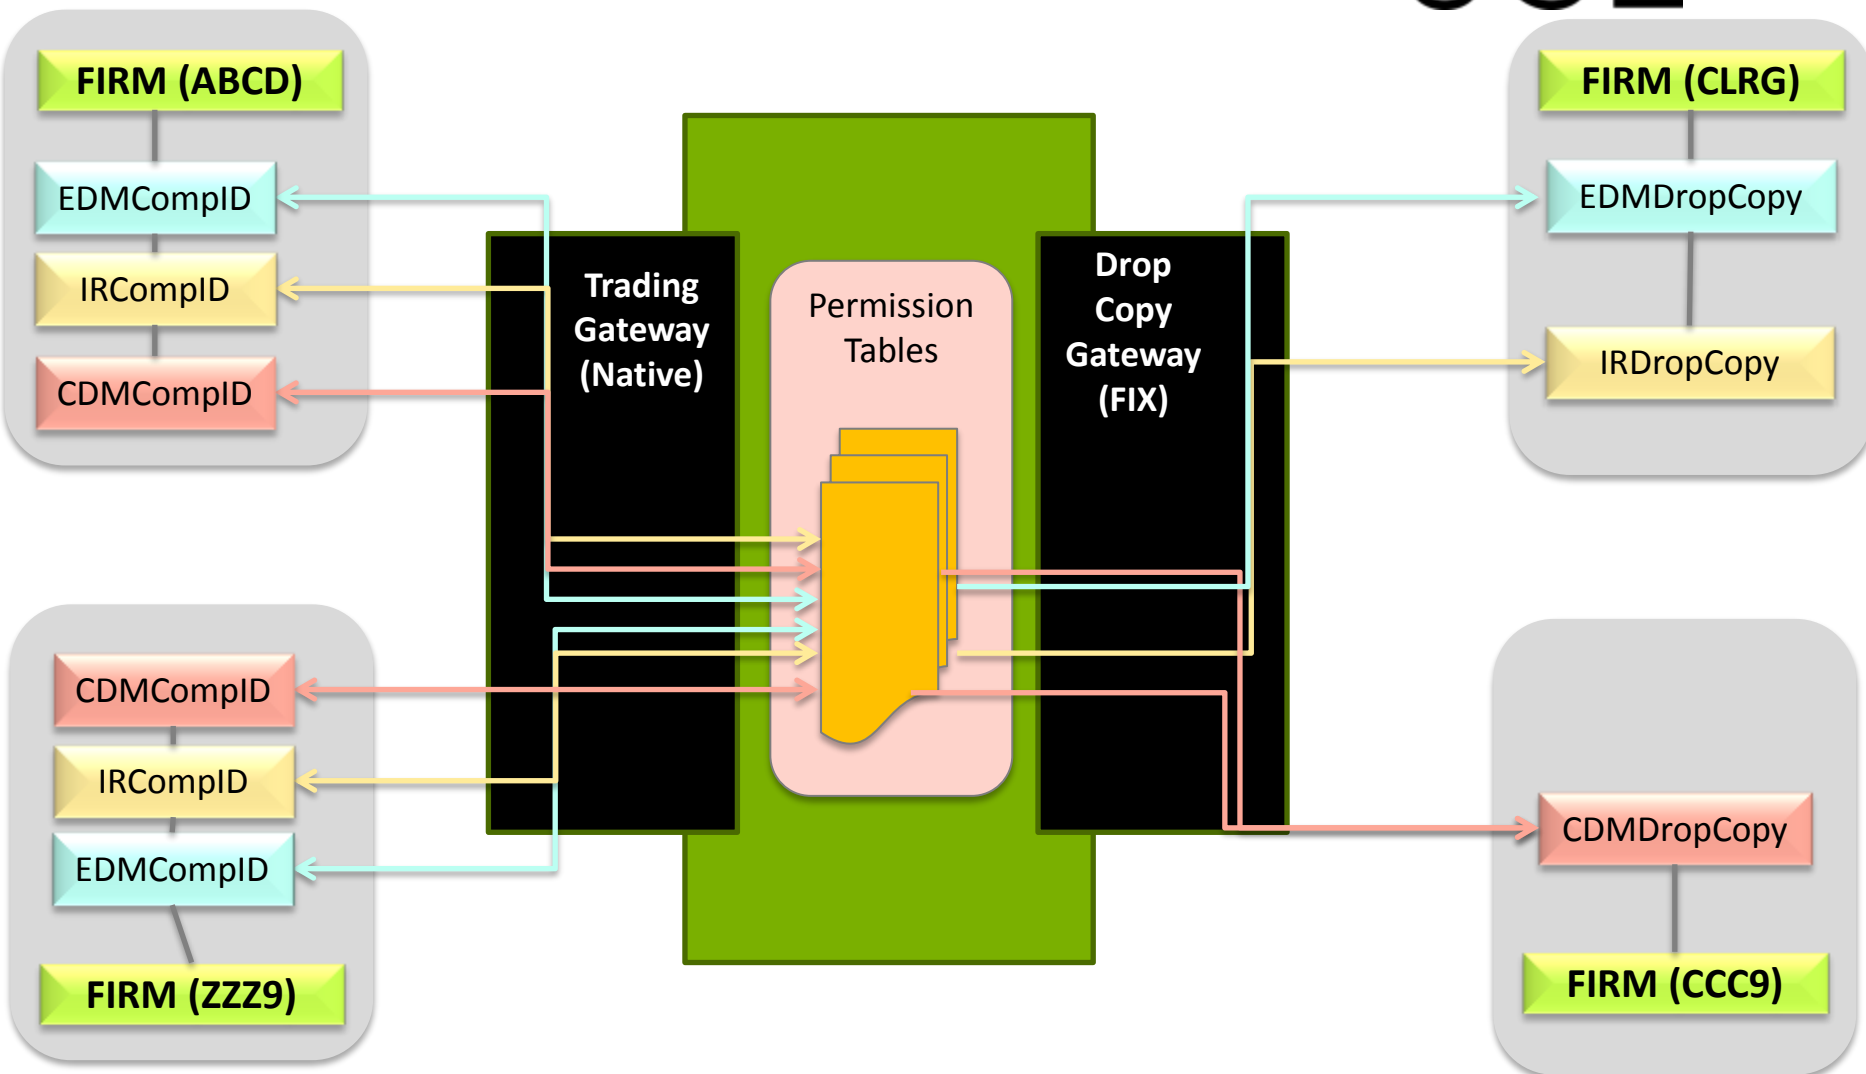 FIRM (ABCD)
EDMCompID
IRCompID
CDMCompID
CDMCompID
IRCompID
EDMCompID
FIRM (ZZZ9)
Trading
Gateway
(Native)
Permission
Tables
Drop
Copy
Gateway
(FIX)
FIRM (CLRG)
EDMDropCopy
IRDropCopy
CDMDropCopy
FIRM (CCC9)